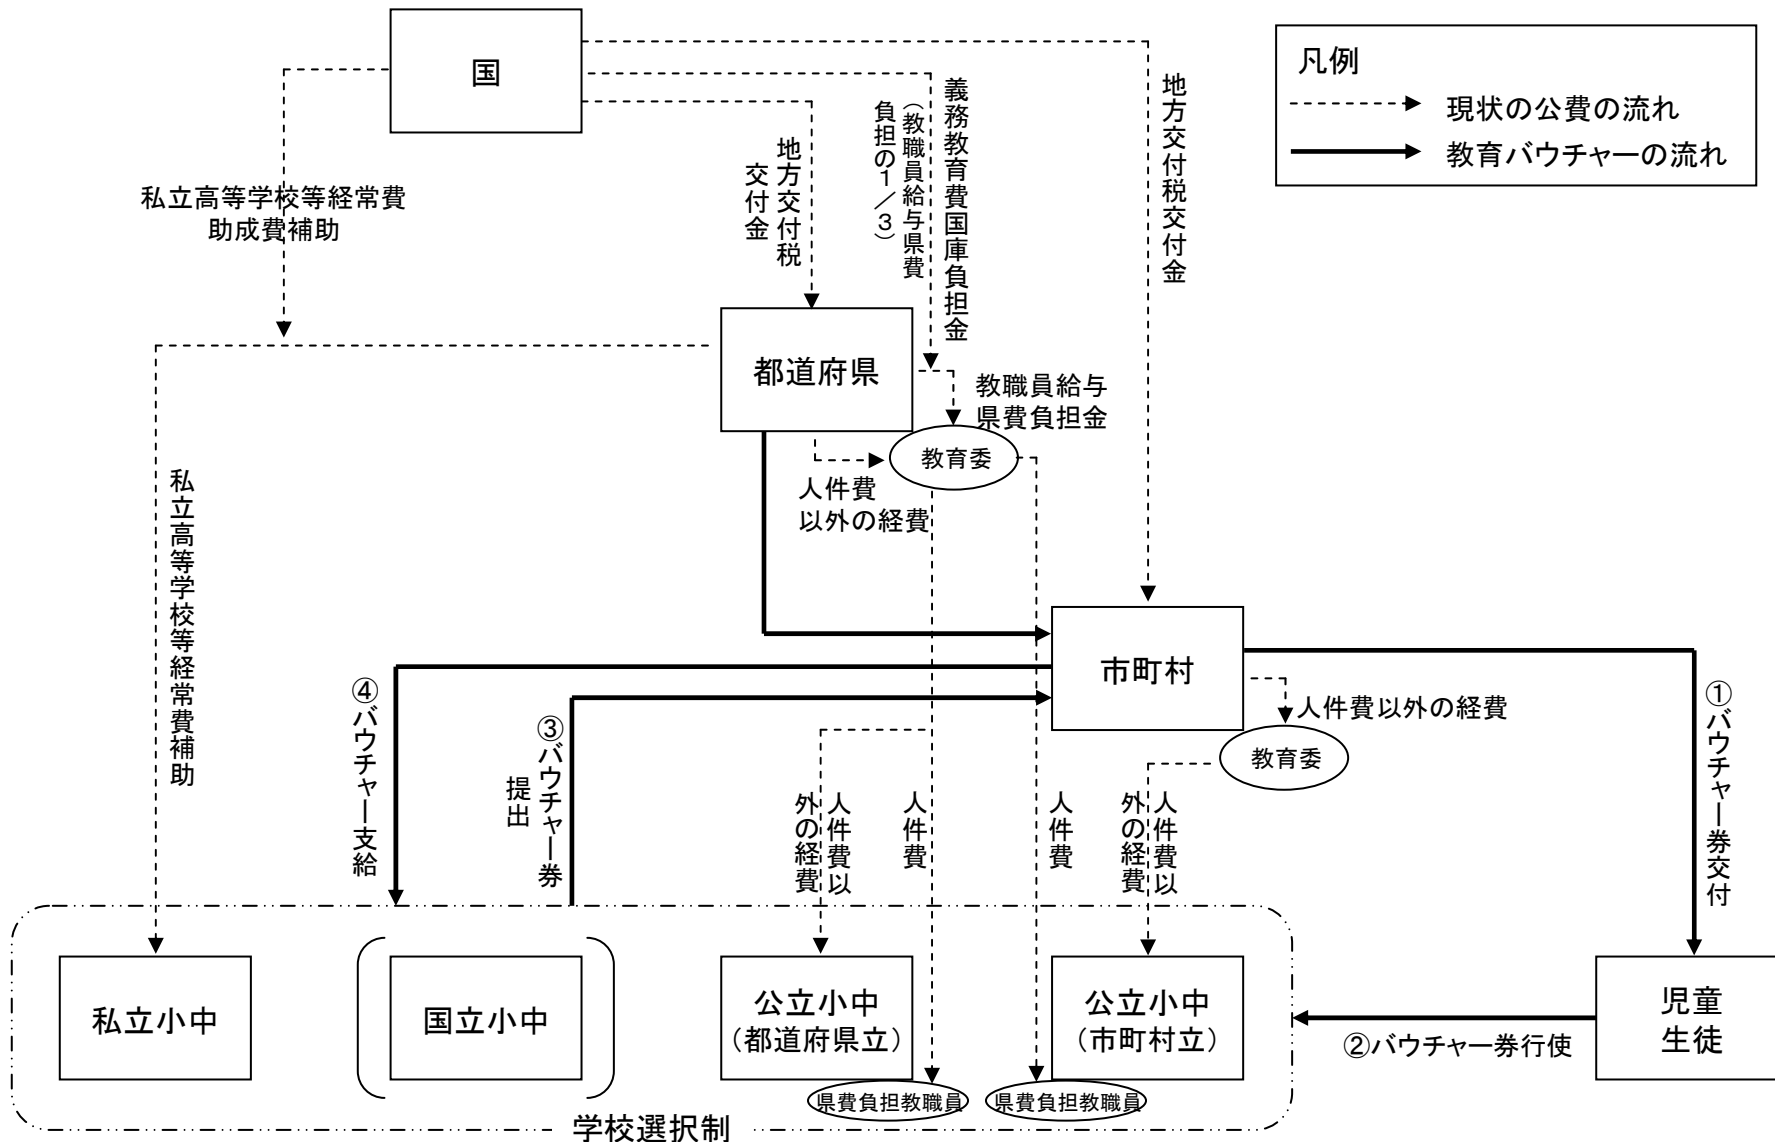 国
凡例
現状の公費の流れ
教育バウチャーの流れ
私立高等学校等経常費
助成費補助
地方交付税
交付金
義務教育費国庫負担金
（教職員給与県費
負担の１／３）
地方交付税交付金
都道府県
教職員給与
県費負担金
教育委
人件費
以外の経費
私立高等学校等経常費補助
市町村
人件費以外の経費
教育委
①バウチャー券交付
④バウチャー支給
③バウチャー券
提出
人件費以
外の経費
人件費
人件費
人件費以
外の経費
私立小中
国立小中
公立小中
（都道府県立）
公立小中
（市町村立）
児童
生徒
②バウチャー券行使
県費負担教職員
県費負担教職員
学校選択制